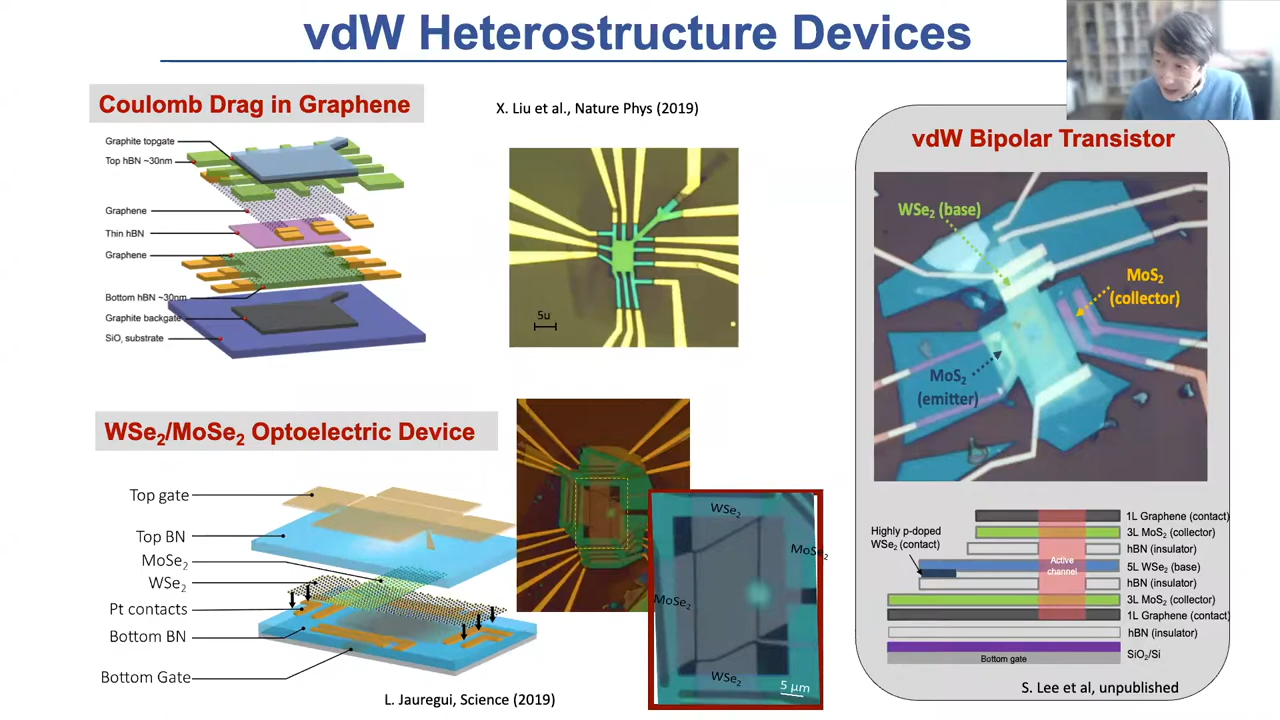 vdW Heterostructure Devices
Coulomb Drag in Graphene
X. Liu et al., Nature Phys (2019)
Graphite topgate
Top hBN ~30nm
Graphene
Thin hBN
Graphene
Bottom hBN ~30nm
Graphite backgate
SiO, substrate
5u
WSe₂/MoSe₂ Optoelectric Device
Top gate
Top BN
MoSe₂
WSe₂
Pt contacts
Bottom BN
Bottom Gate
WSe₂
MoSe₂
MoSe₂
WSe₂
5 μm
L. Jauregui, Science (2019)
vdW Bipolar Transistor
WSe₂ (base)
MoS₂
(collector)
MoS₂
(emitter)
Highly p-doped
WSe₂ (contact)
Active
channel
1L Graphene (contact)
3L MoS₂ (collector)
hBN (insulator)
5L WSe₂ (base)
hBN (insulator)
3L MoS₂ (collector)
1L Graphene (contact)
hBN (insulator)
SiO₂/Si
Bottom gate
S. Lee et al, unpublished